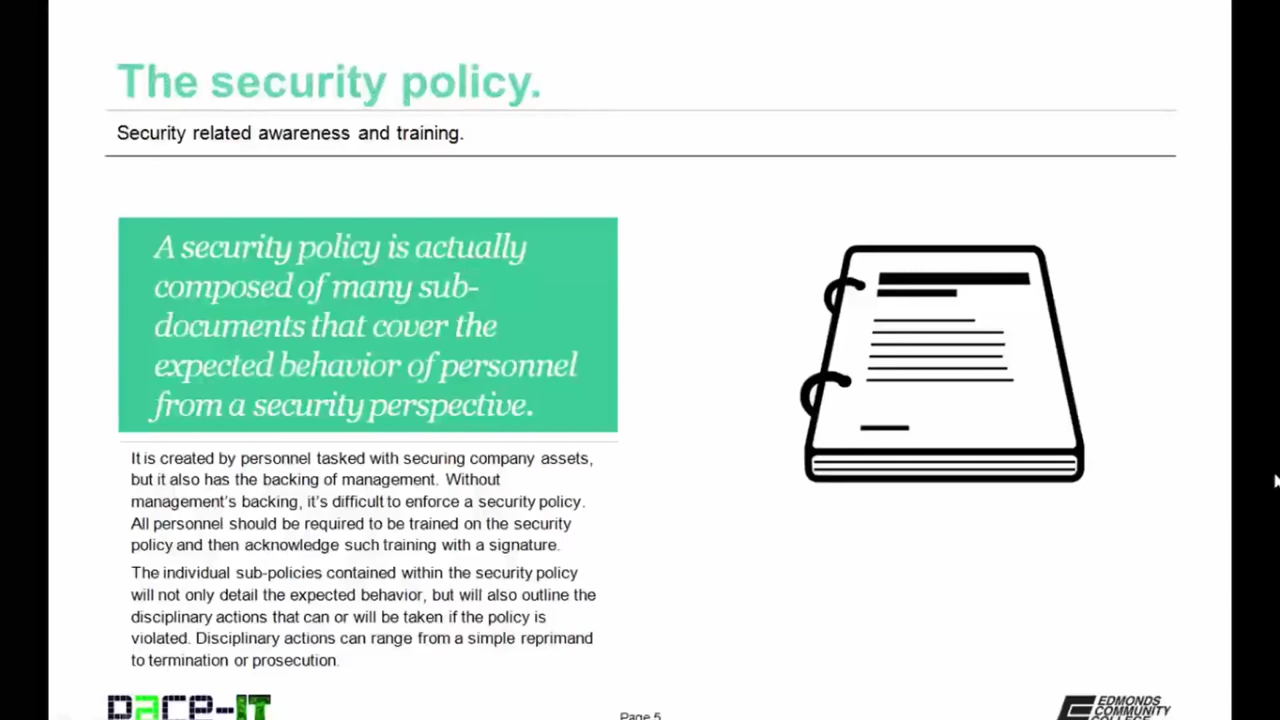 The security policy.
Security related awareness and training.
A security policy is actually
composed of many sub-
documents that cover the
expected behavior of personnel
from a security perspective.
It is created by personnel tasked with securing company assets,
but it also has the backing of management. Without
management's backing, it's difficult to enforce a security policy.
All personnel should be required to be trained on the security
policy and then acknowledge such training with a signature.
The individual sub-policies contained within the security policy
will not only detail the expected behavior, but will also outline the
disciplinary actions that can or will be taken if the policy is
violated. Disciplinary actions can range from a simple reprimand
to termination or prosecution.
pace-IT
Page 5
EDMONDS
COMMUNITY
COLLEGE